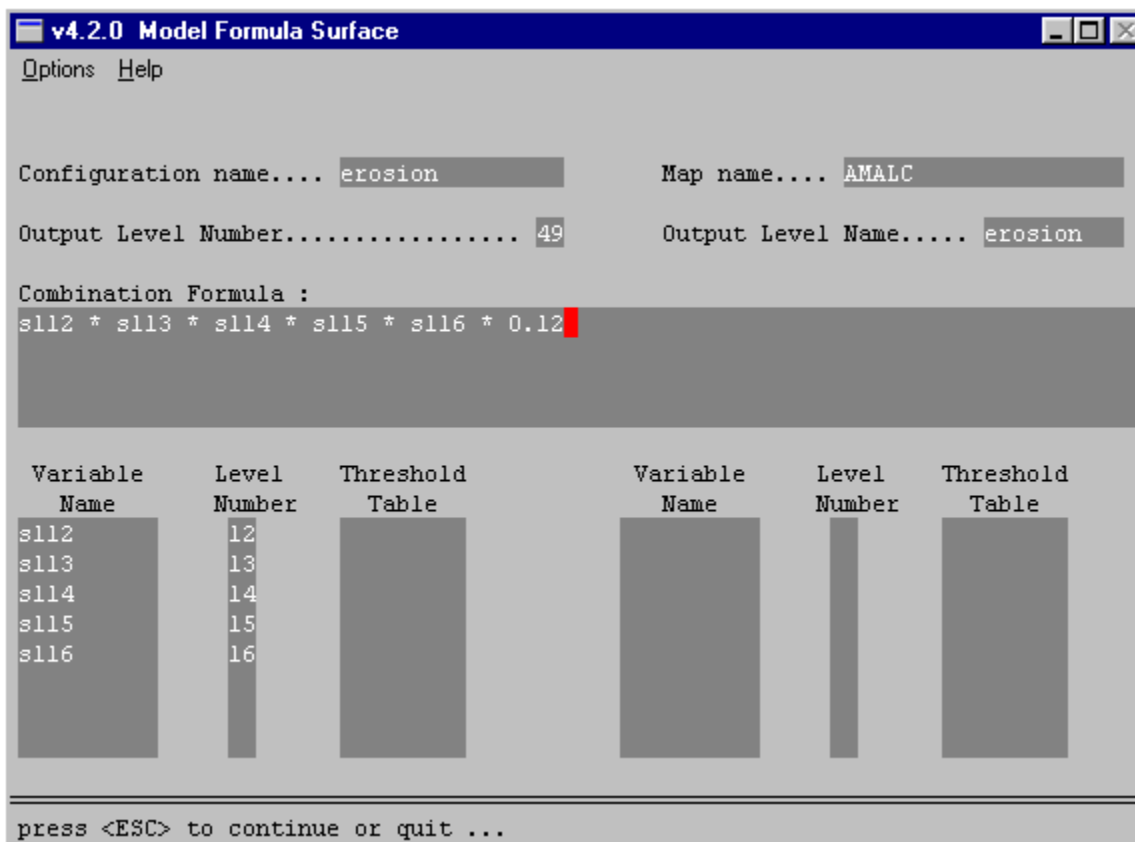 v4.2.0 Model Formula Surface
Options Help
Configuration name.... erosion Map name.... AMALC
Output Level Number................. 49 Output Level Name..... erosion
Combination Formula :
sl12 * sl13 * sl14 * sl15 * sl16 * 0.12
Variable Level Threshold Variable Level Threshold
Name Number Table Name Number Table
sl12 12
sl13 13
sl14 14
sl15 15
sl16 16
press <ESC> to continue or quit ...